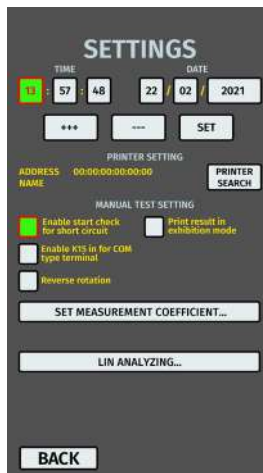 SETTINGS
TIME DATE
13 : 57 : 48 22 / 02 / 2021
+++ --- SET
PRINTER SETTING
ADDRESS 00:00:00:00:00:00
NAME
PRINTER
SEARCH
MANUAL TEST SETTING
Enable start check
for short circuit
Print result in
exhibition mode
Enable K15 in for COM
type terminal
Reverse rotation
SET MEASUREMENT COEFFICIENT...
LIN ANALYZING...
BACK